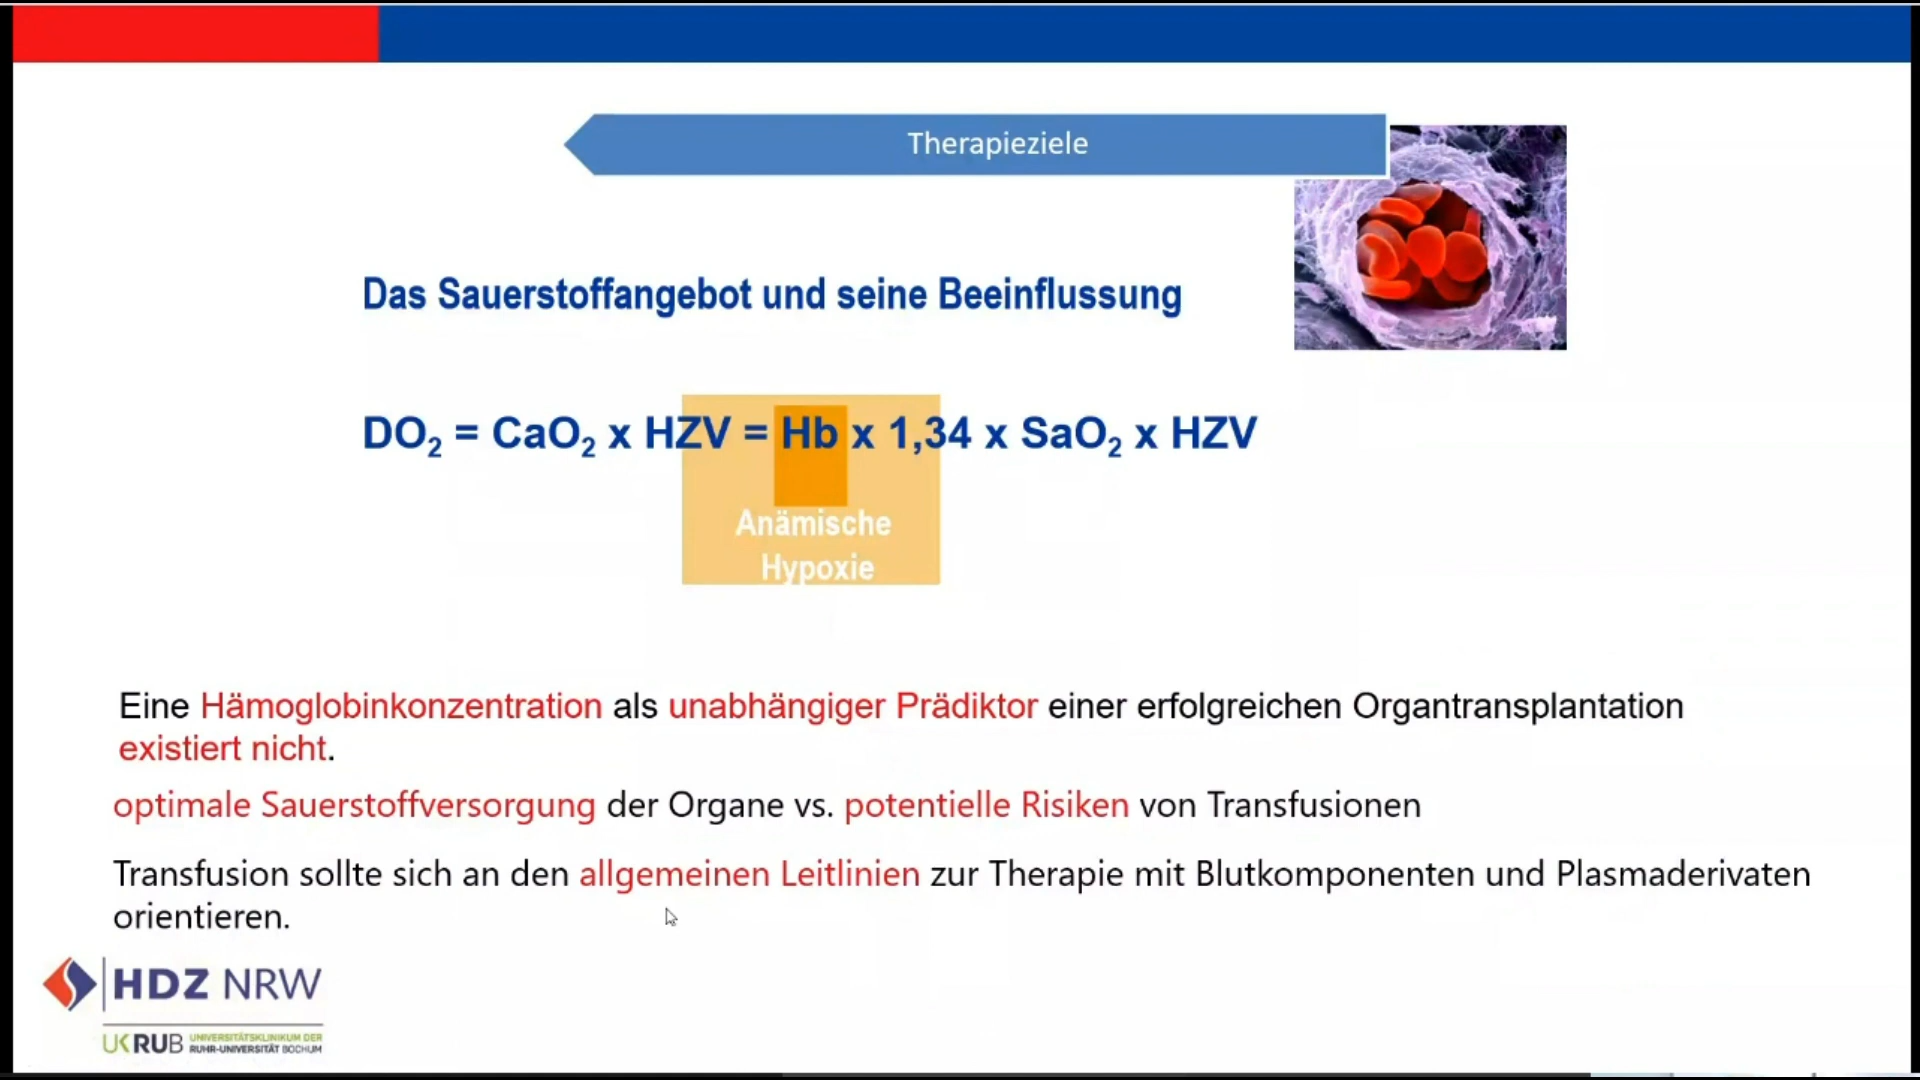 Therapieziele
Das Sauerstoffangebot und seine Beeinflussung
DO₂ = CaO₂ x HZV = Hb x 1,34 x SaO₂ x HZV
Anämische
Hypoxie
Eine Hämoglobinkonzentration als unabhängiger Prädiktor einer erfolgreichen Organtransplantation
existiert nicht.
optimale Sauerstoffversorgung der Organe vs. potentielle Risiken von Transfusionen
Transfusion sollte sich an den allgemeinen Leitlinien zur Therapie mit Blutkomponenten und Plasmaderivaten
orientieren.
HDZ NRW
UK RUB UNIVERSITÄTSKLINIKUM DER
RUHR-UNIVERSITÄT BOCHUM